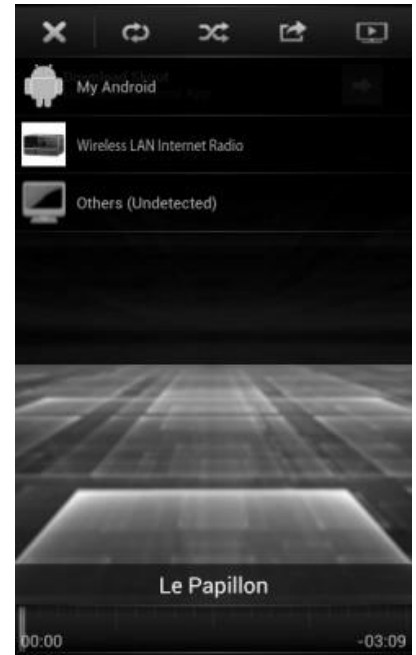 My Android
Wireless LAN Internet Radio
Others (Undetected)
Le Papillon
00:00
-03:09